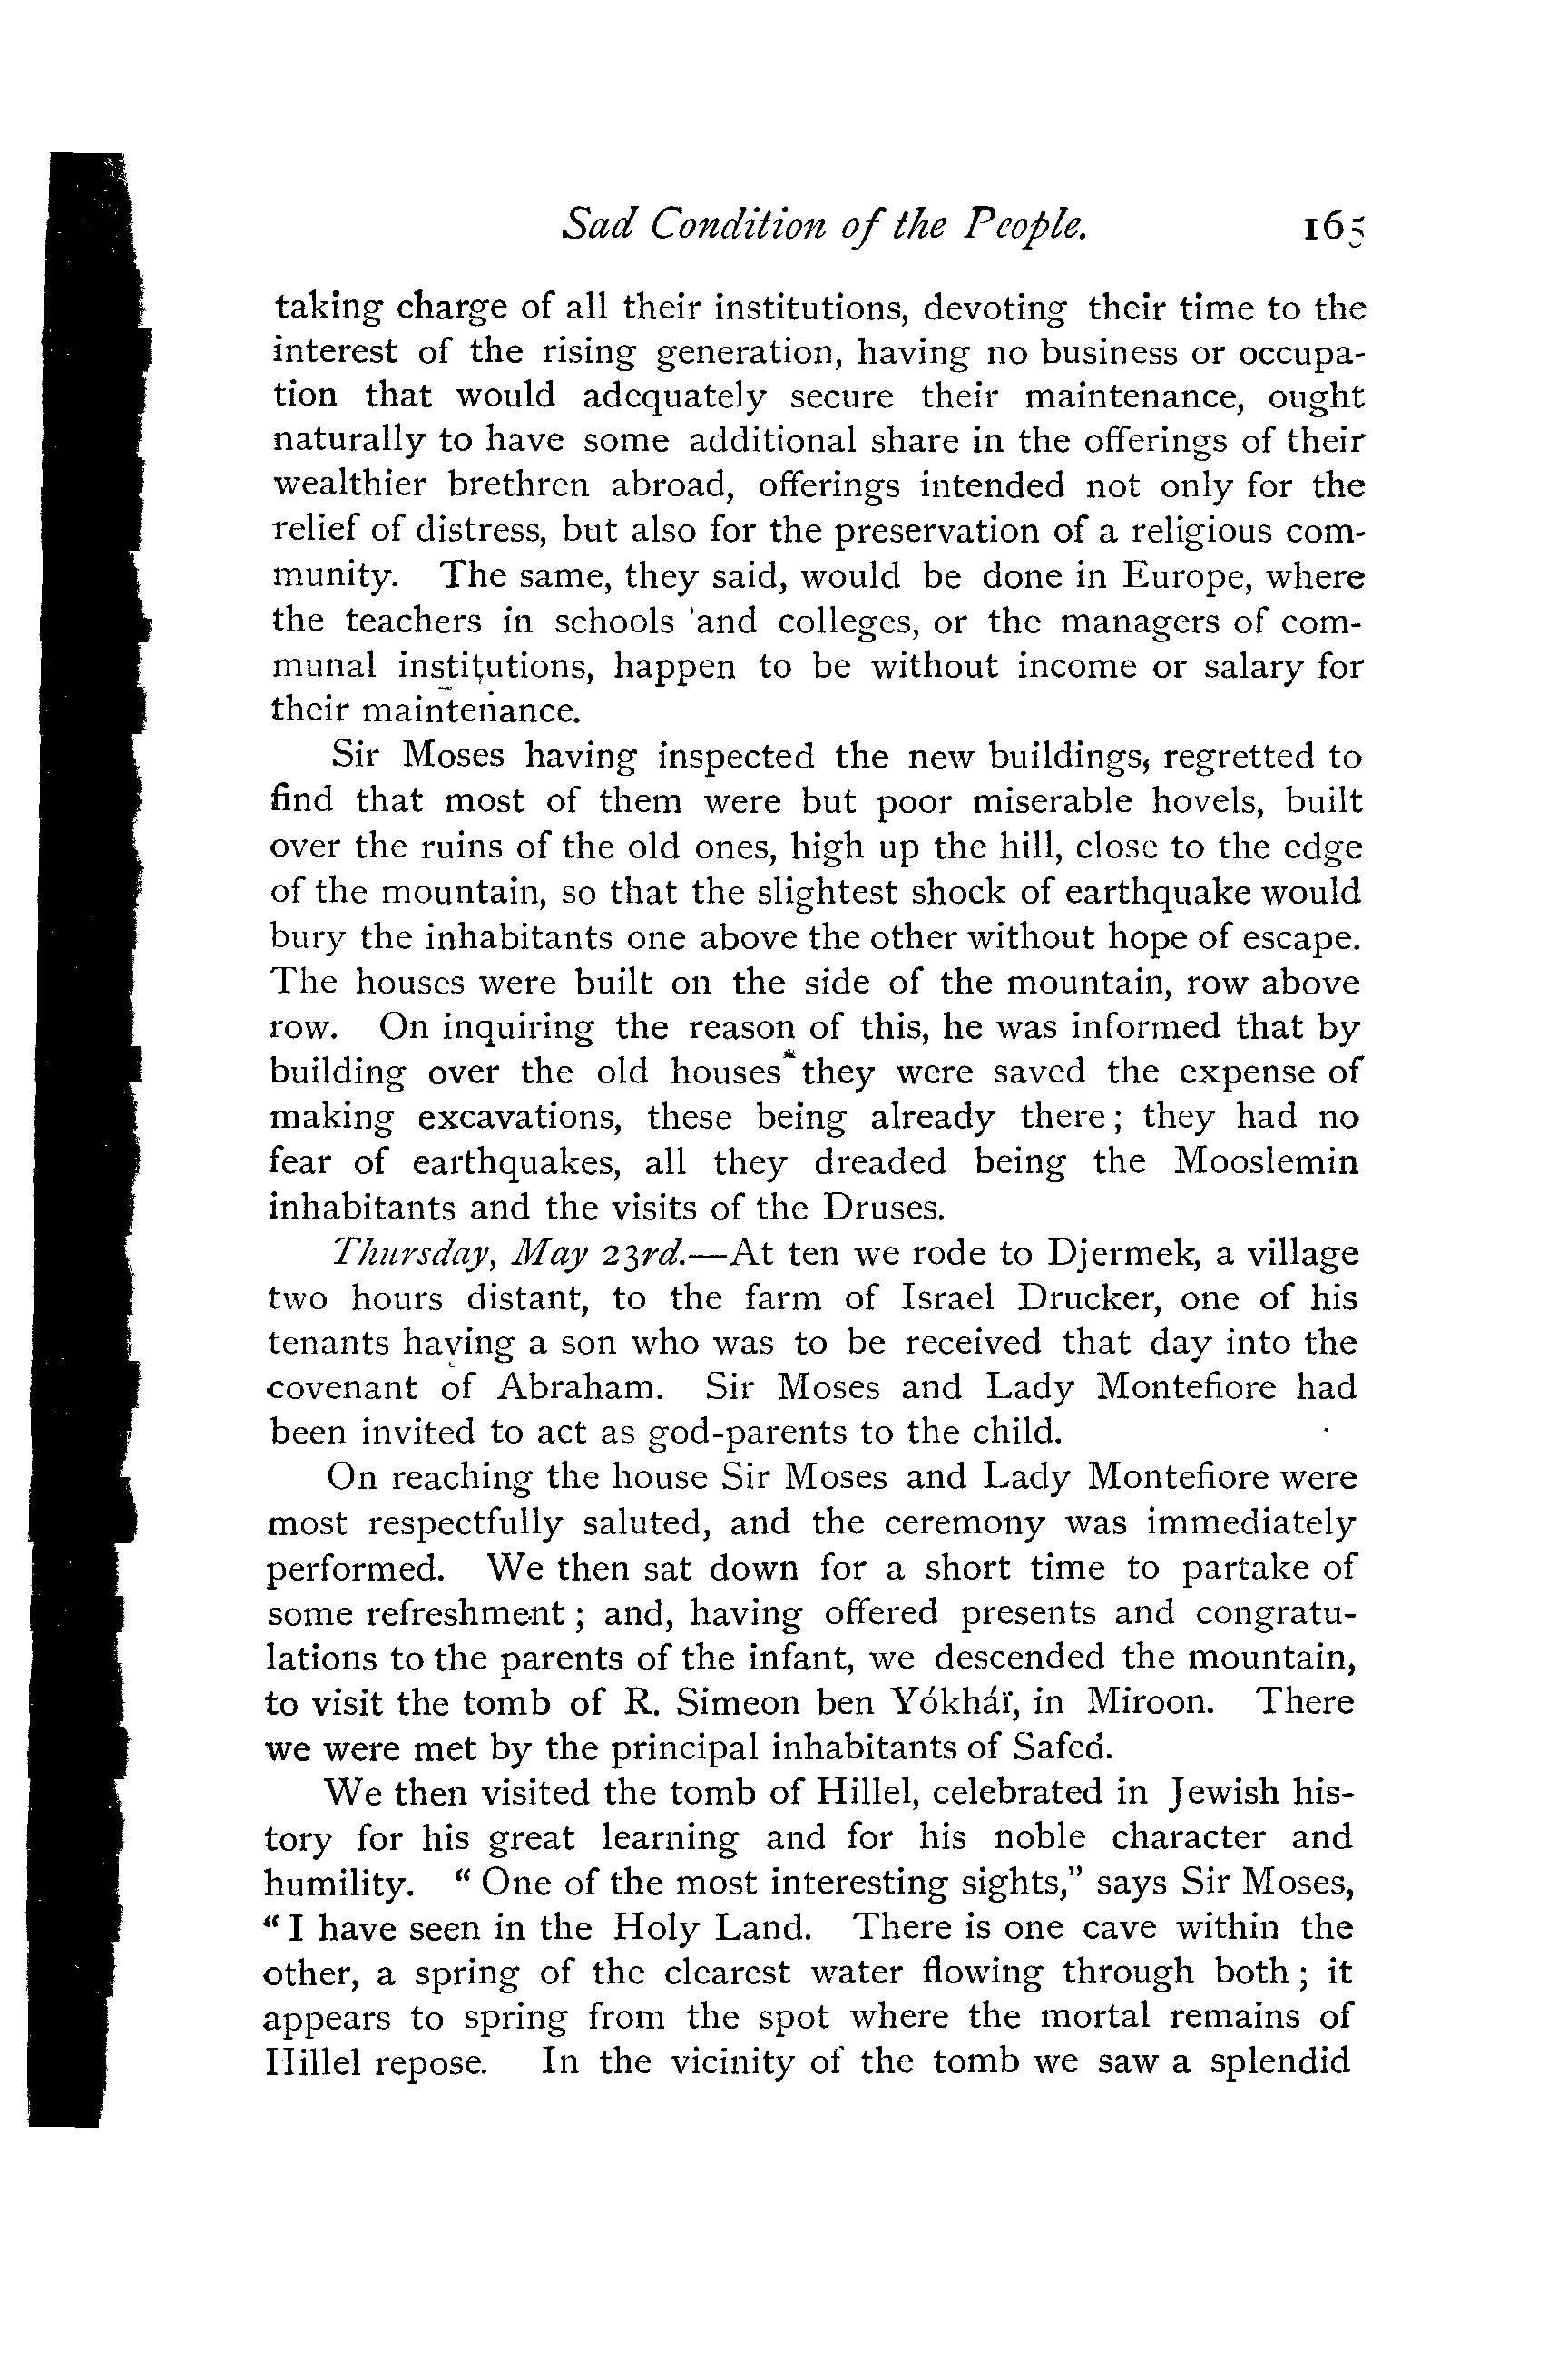 Sad Condition of the People. 165
taking charge of all their institutions, devoting their time to the
interest of the rising generation, having no business or occupa-
tion that would adequately secure their maintenance, ought
naturally to have some additional share in the offerings of their
wealthier brethren abroad, offerings intended not only for the
relief of distress, but also for the preservation of a religious com-
munity. The same, they said, would be done in Europe, where
the teachers in schools and colleges, or the managers of com-
munal institutions, happen to be without income or salary for
their maintenance.
Sir Moses having inspected the new buildings, regretted to
find that most of them were but poor miserable hovels, built
over the ruins of the old ones, high up the hill, close to the edge
of the mountain, so that the slightest shock of earthquake would
bury the inhabitants one above the other without hope of escape.
The houses were built on the side of the mountain, row above
row. On inquiring the reason of this, he was informed that by
building over the old houses they were saved the expense of
making excavations, these being already there; they had no
fear of earthquakes, all they dreaded being the Mooslemin
inhabitants and the visits of the Druses.
Thursday, May 23rd.—At ten we rode to Djermek, a village
two hours distant, to the farm of Israel Drucker, one of his
tenants having a son who was to be received that day into the
covenant of Abraham. Sir Moses and Lady Montefiore had
been invited to act as god-parents to the child.
On reaching the house Sir Moses and Lady Montefiore were
most respectfully saluted, and the ceremony was immediately
performed. We then sat down for a short time to partake of
some refreshment; and, having offered presents and congratu-
lations to the parents of the infant, we descended the mountain,
to visit the tomb of R. Simeon ben Yókháï, in Miroon. There
we were met by the principal inhabitants of Safed.
We then visited the tomb of Hillel, celebrated in Jewish his-
tory for his great learning and for his noble character and
humility. “One of the most interesting sights,” says Sir Moses,
“I have seen in the Holy Land. There is one cave within the
other, a spring of the clearest water flowing through both; it
appears to spring from the spot where the mortal remains of
Hillel repose. In the vicinity of the tomb we saw a splendid